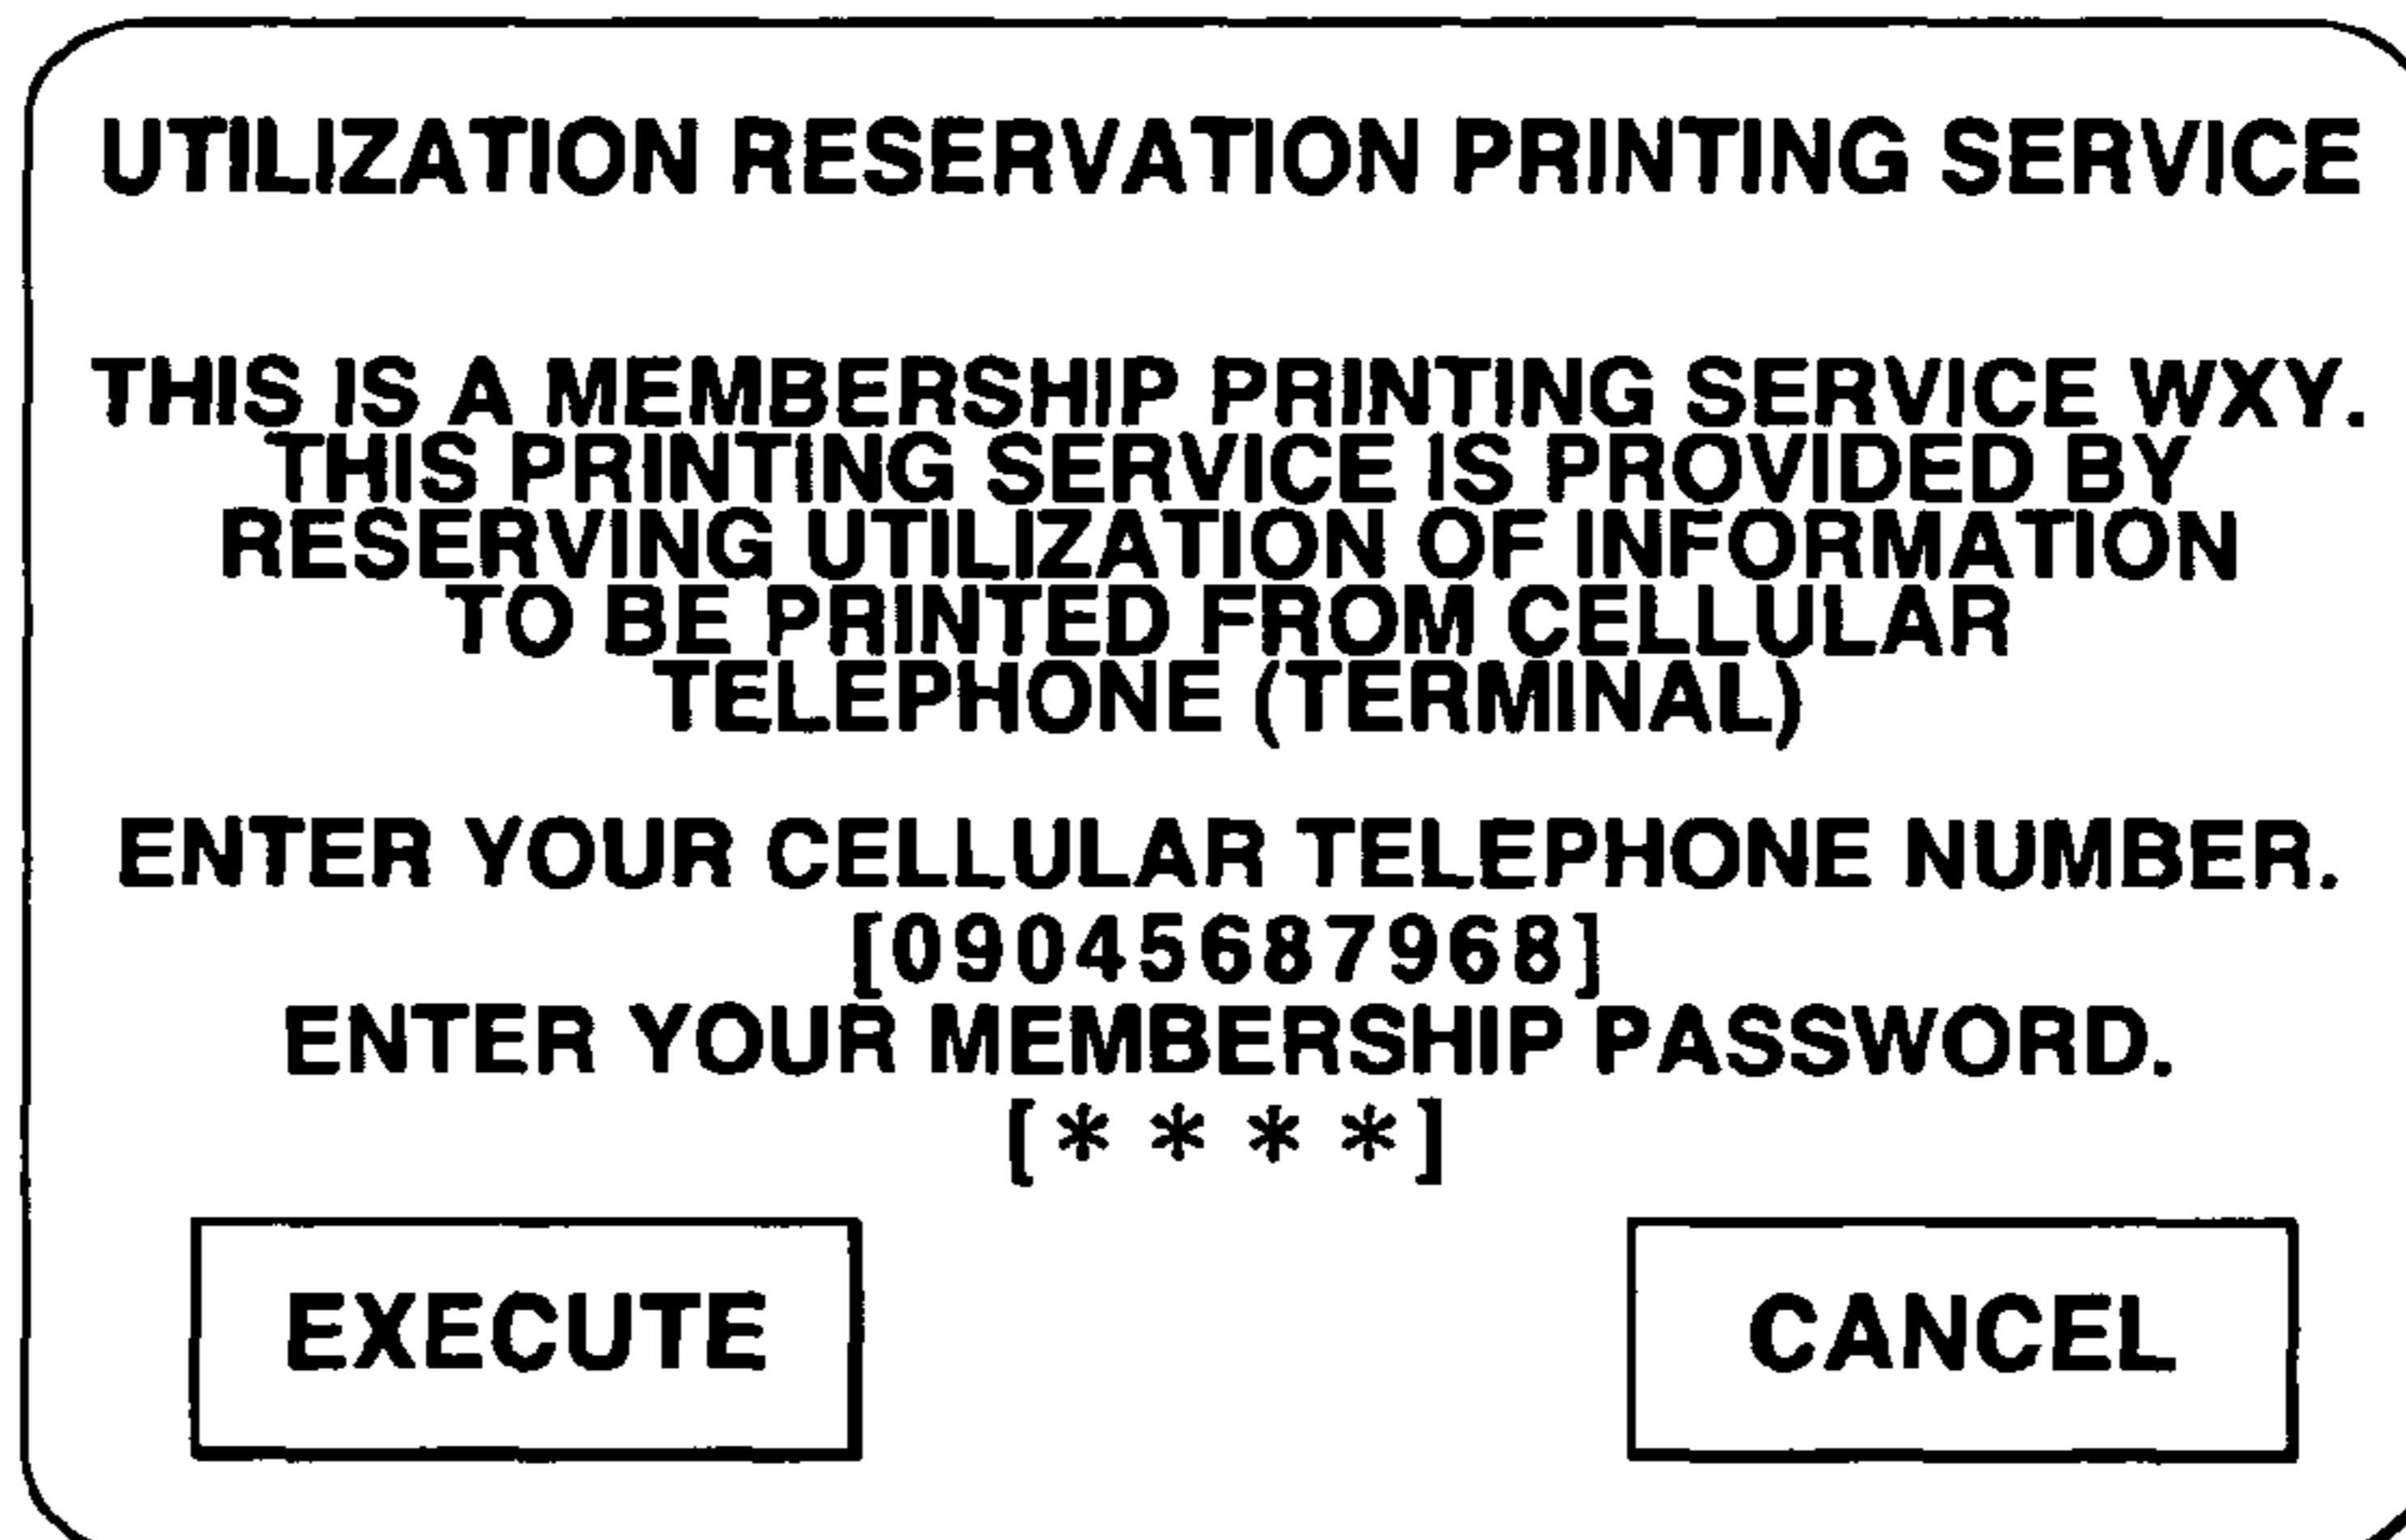 UTILIZATION RESERVATION PRINTING SERVICE
THIS IS A MEMBERSHIP PRINTING SERVICE WXY.
THIS PRINTING SERVICE IS PROVIDED BY
RESERVING UTILIZATION OF INFORMATION
TO BE PRINTED FROM CELLULAR
TELEPHONE (TERMINAL)
ENTER YOUR CELLULAR TELEPHONE NUMBER.
[09045687968]
ENTER YOUR MEMBERSHIP PASSWORD.
[* * * *]
EXECUTE CANCEL